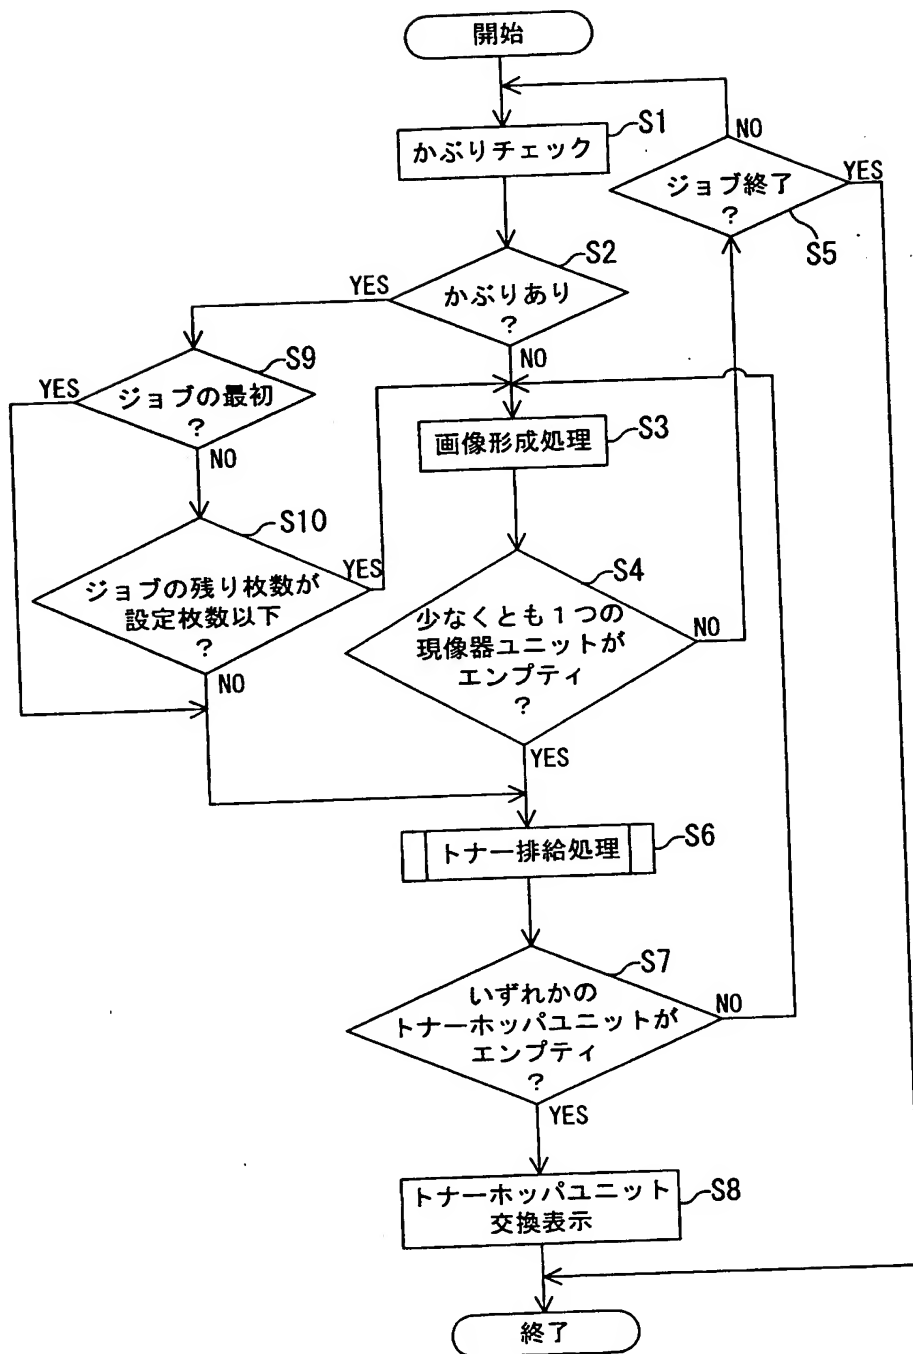 開始
S1
かぶりチェック
NO
ジョブ終了
?
YES
S5
S2
かぶりあり
?
YES
NO
S9
ジョブの最初
?
YES
NO
S3
画像形成処理
S10
ジョブの残り枚数が
設定枚数以下
?
YES
NO
S4
少なくとも1つの
現像器ユニットが
エンプティ
?
NO
YES
トナー排給処理
S6
S7
いずれかの
トナーホッパユニットが
エンプティ
?
NO
YES
トナーホッパユニット
交換表示
S8
終了